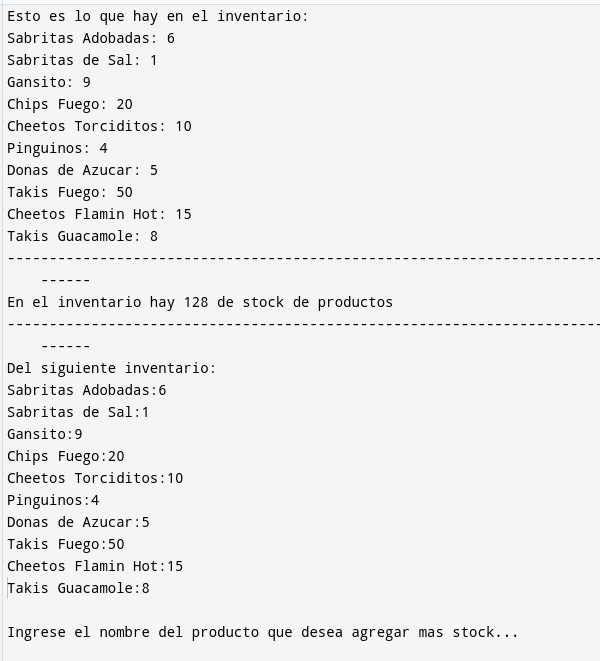 Esto es lo que hay en el inventario:
Sabritas Adobadas: 6
Sabritas de Sal: 1
Gansito: 9
Chips Fuego: 20
Cheetos Torciditos: 10
Pinguinos: 4
Donas de Azucar: 5
Takis Fuego: 50
Cheetos Flamin Hot: 15
Takis Guacamole: 8
-----------------------------------------------------------------------
------
En el inventario hay 128 de stock de productos
-----------------------------------------------------------------------
------
Del siguiente inventario:
Sabritas Adobadas:6
Sabritas de Sal:1
Gansito:9
Chips Fuego:20
Cheetos Torciditos:10
Pinguinos:4
Donas de Azucar:5
Takis Fuego:50
Cheetos Flamin Hot:15
Takis Guacamole:8
Ingrese el nombre del producto que desea agregar mas stock...